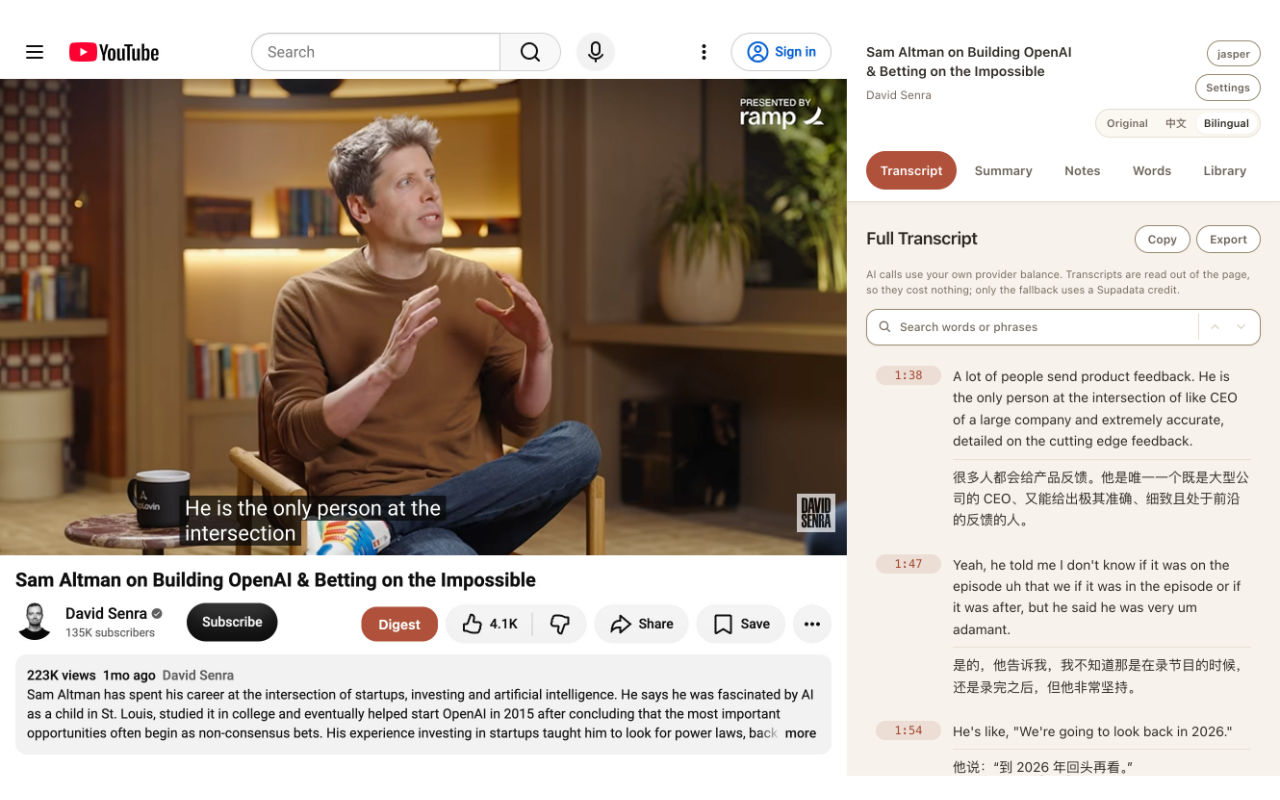 YouTube
Search
Sign in
PRESENTED BY
ramp
He is the only person at the
intersection
DAVID
SENRA
Sam Altman on Building OpenAI & Betting on the Impossible
David Senra
135K subscribers
Subscribe
Digest
4.1K
Share
Save
223K views 1mo ago David Senra
Sam Altman has spent his career at the intersection of startups, investing and artificial intelligence. He says he was fascinated by AI
as a child in St. Louis, studied it in college and eventually helped start OpenAI in 2015 after concluding that the most important
opportunities often begin as non-consensus bets. His experience investing in startups taught him to look for power laws, back more
Sam Altman on Building OpenAI
& Betting on the Impossible
David Senra
jasper
Settings
Original 中文 Bilingual
Transcript Summary Notes Words Library
Full Transcript
Copy Export
AI calls use your own provider balance. Transcripts are read out of the page,
so they cost nothing; only the fallback uses a Supadata credit.
Search words or phrases
1:38
A lot of people send product feedback. He is
the only person at the intersection of like CEO
of a large company and extremely accurate,
detailed on the cutting edge feedback.
很多人都会给产品反馈。他是唯一一个既是大型公
司的 CEO、又能给出极其准确、细致且处于前沿
的反馈的人。
1:47
Yeah, he told me I don't know if it was on the
episode uh that we if it was in the episode or if
it was after, but he said he was very um
adamant.
是的，他告诉我，我不知道那是在录节目的时候，
还是录完之后，但他非常坚持。
1:54
He's like, "We're going to look back in 2026."
他说：“到 2026 年回头再看。”